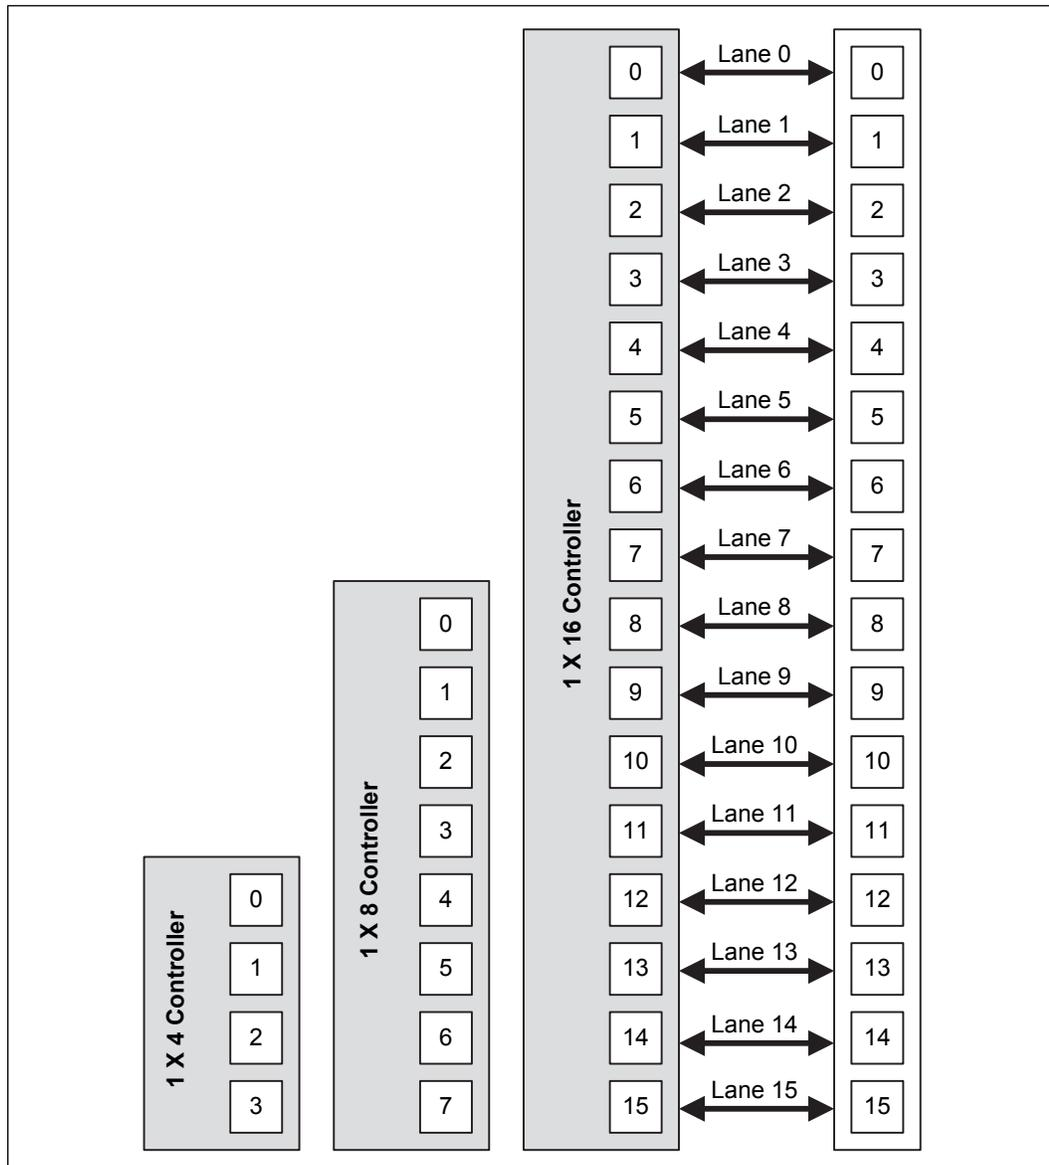 0 Lane 0 0
1 Lane 1 1
2 Lane 2 2
3 Lane 3 3
4 Lane 4 4
5 Lane 5 5
6 Lane 6 6
7 Lane 7 7
1 X 16 Controller
0 8 Lane 8 8
1 9 Lane 9 9
2 10 Lane 10 10
3 11 Lane 11 11
1 X 8 Controller
0 4 12 Lane 12 12
1 5 13 Lane 13 13
1 X 4 Controller
2 6 14 Lane 14 14
3 7 15 Lane 15 15